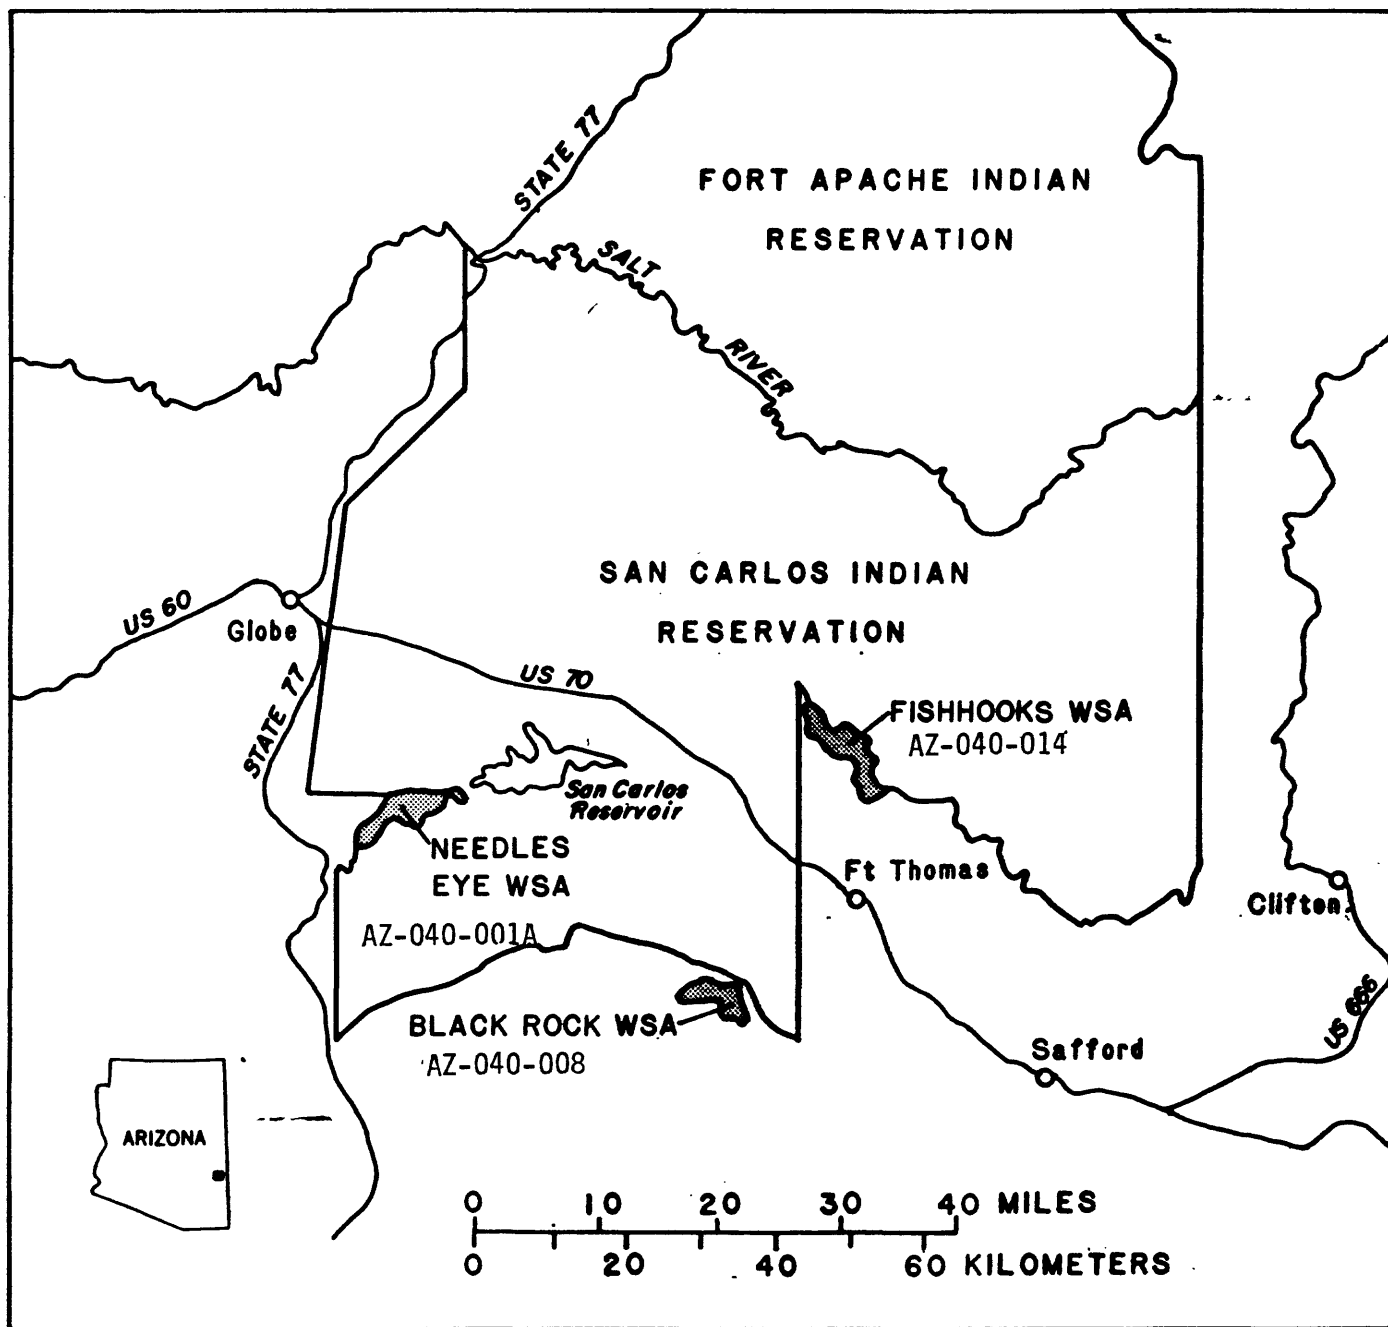 STATE 77
FORT APACHE INDIAN
RESERVATION
SALT
RIVER
SAN CARLOS INDIAN
RESERVATION
US 60
Globe
US 70
STATE 77
FISHHOOKS WSA
AZ-040-014
San Carlos
Reservoir
NEEDLES
EYE WSA
AZ-040-001A
Ft Thomas
Clifton
BLACK ROCK WSA
AZ-040-008
US 666
Safford
ARIZONA
0 10 20 30 40 MILES
0 20 40 60 KILOMETERS